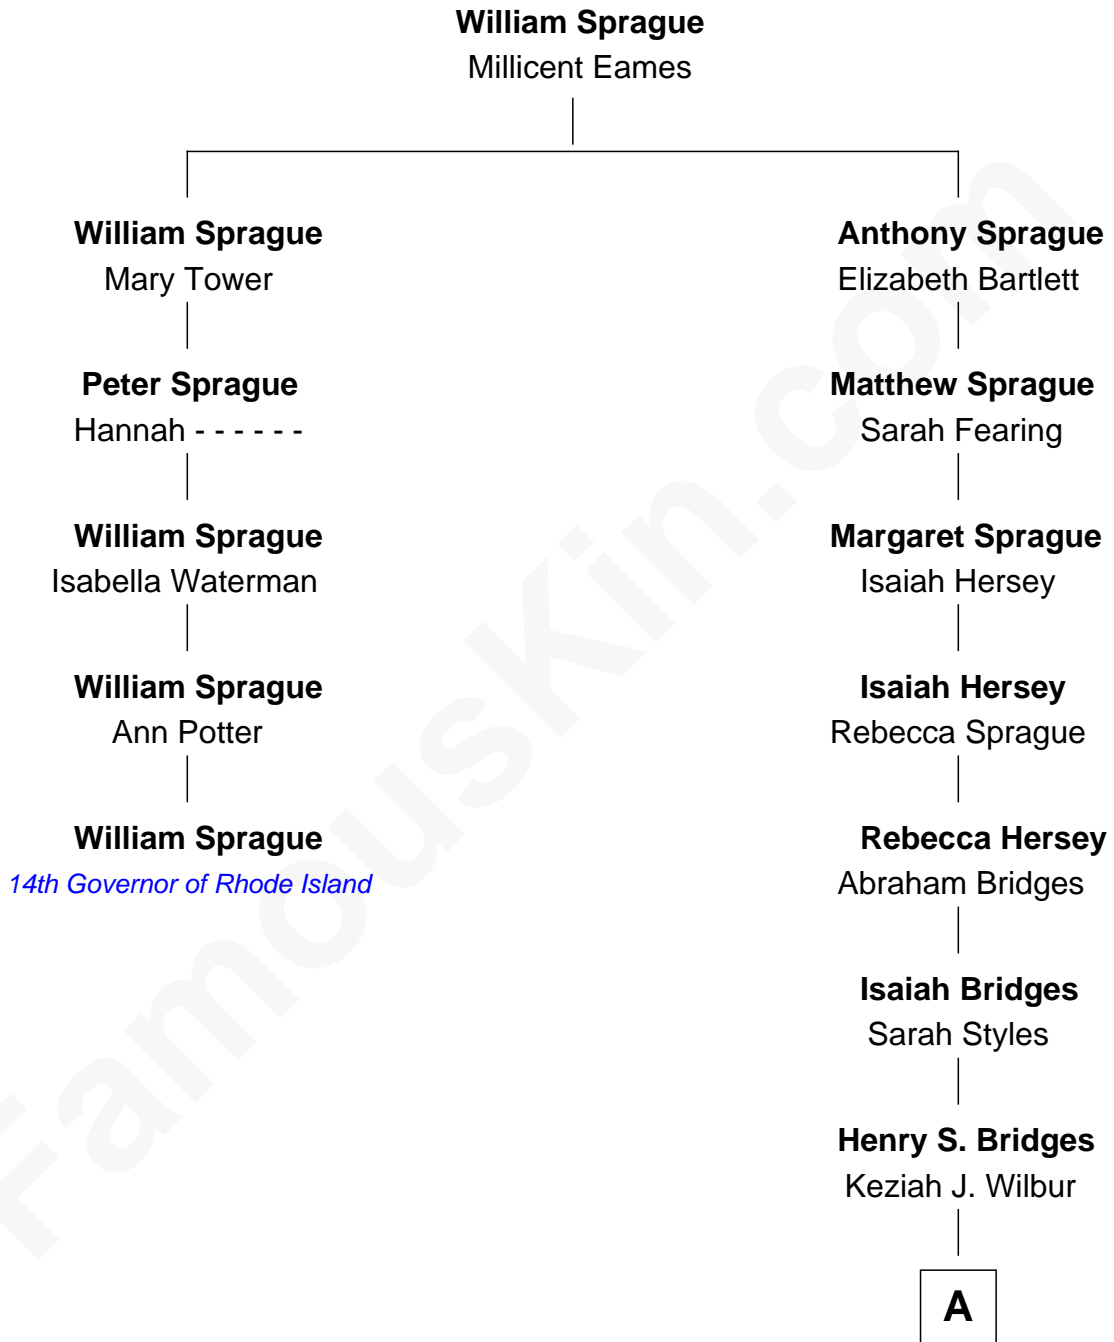 William Sprague
Millicent Eames
William Sprague
Mary Tower
Anthony Sprague
Elizabeth Bartlett
Peter Sprague
Hannah - - - - - -
Matthew Sprague
Sarah Fearing
William Sprague
Isabella Waterman
Margaret Sprague
Isaiah Hersey
William Sprague
Ann Potter
Isaiah Hersey
Rebecca Sprague
William Sprague
14th Governor of Rhode Island
Rebecca Hersey
Abraham Bridges
Isaiah Bridges
Sarah Styles
Henry S. Bridges
Keziah J. Wilbur
A
FamousKin.com